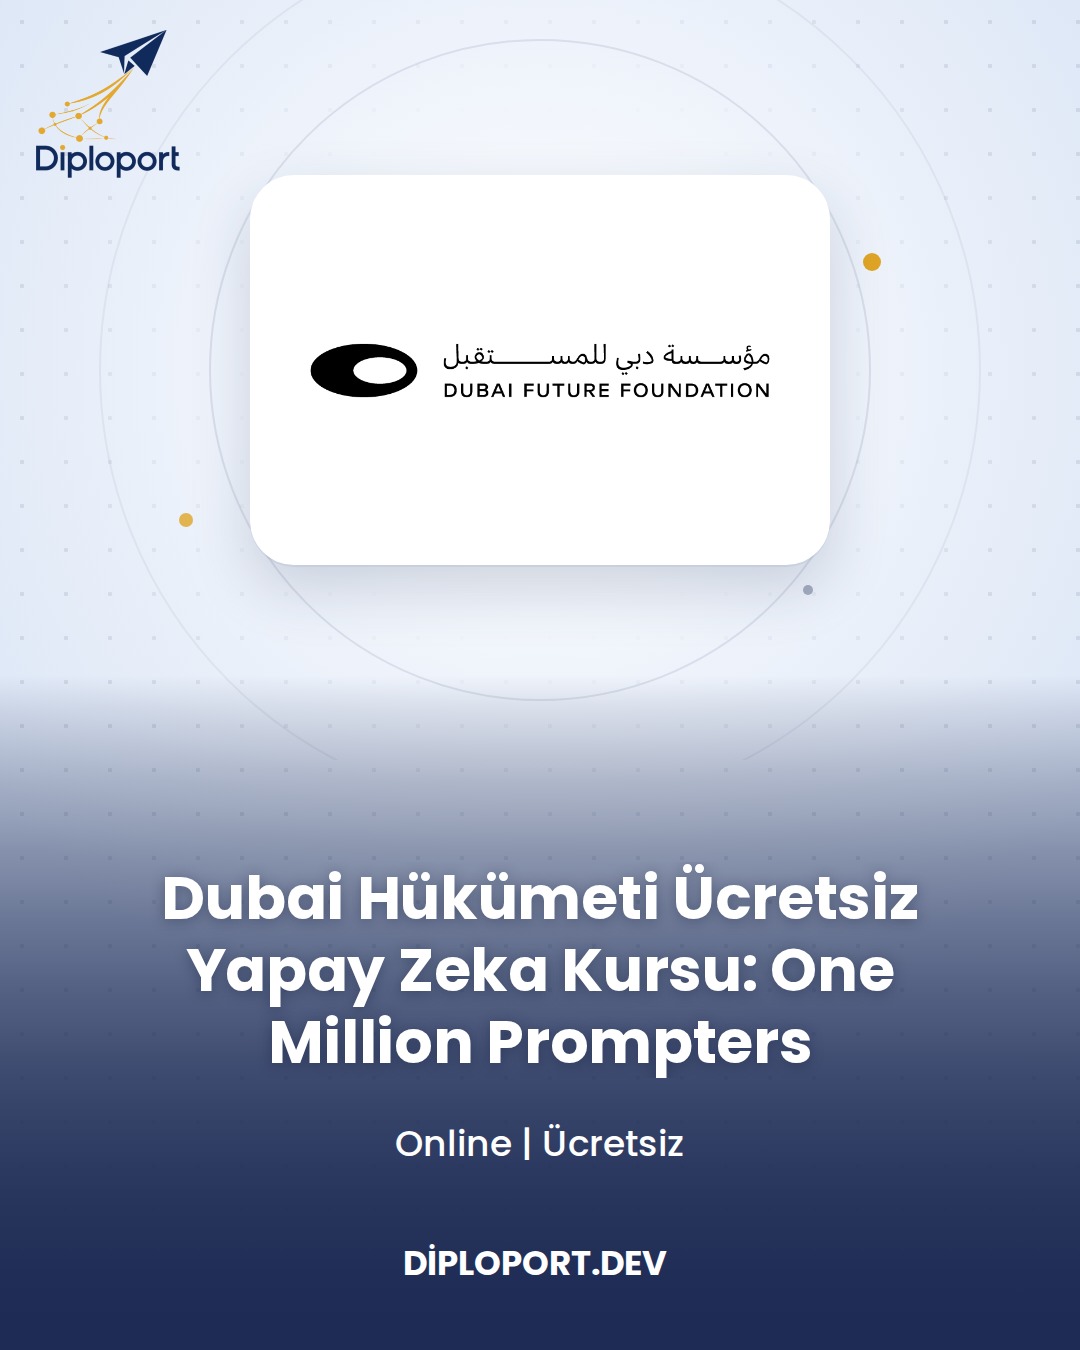 Diploport
مؤسسة دبي للمستقبل
DUBAI FUTURE FOUNDATION
Dubai Hükümeti Ücretsiz
Yapay Zeka Kursu: One
Million Prompters
Online | Ücretsiz
DİPLOPORT.DEV